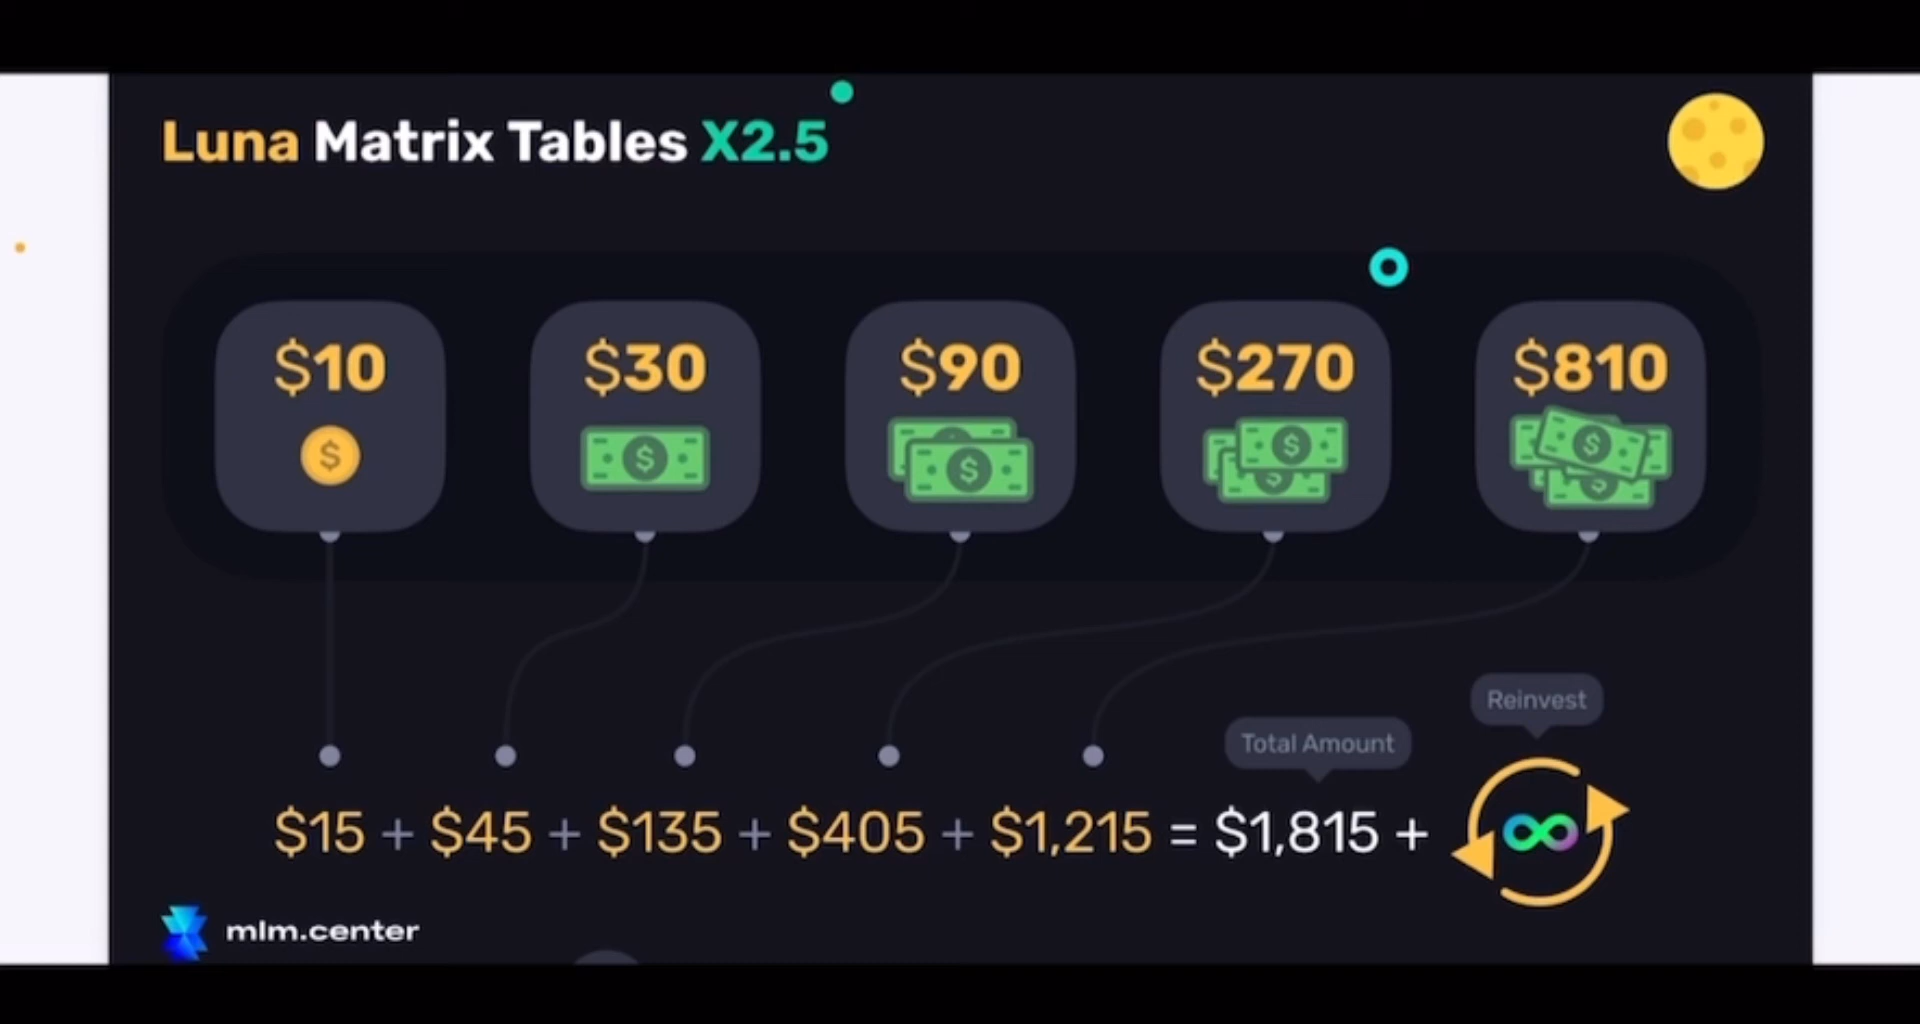 Luna Matrix Tables X2.5
$10 $30 $90 $270 $810
Reinvest
Total Amount
$15 + $45 + $135 + $405 + $1,215 = $1,815 +
mlm.center